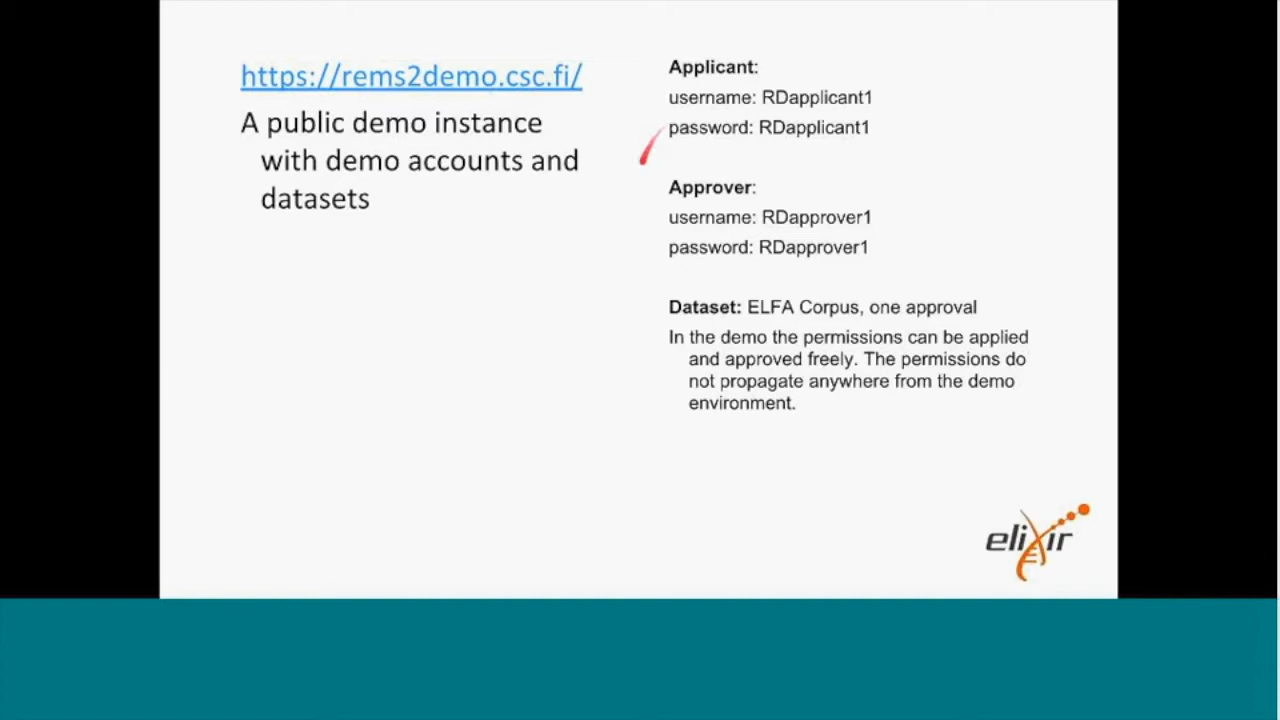 https://rems2demo.csc.fi/
A public demo instance
with demo accounts and
datasets
Applicant:
username: RDapplicant1
password: RDapplicant1
Approver:
username: RDapprover1
password: RDapprover1
Dataset: ELFA Corpus, one approval
In the demo the permissions can be applied
and approved freely. The permissions do
not propagate anywhere from the demo
environment.
elixir